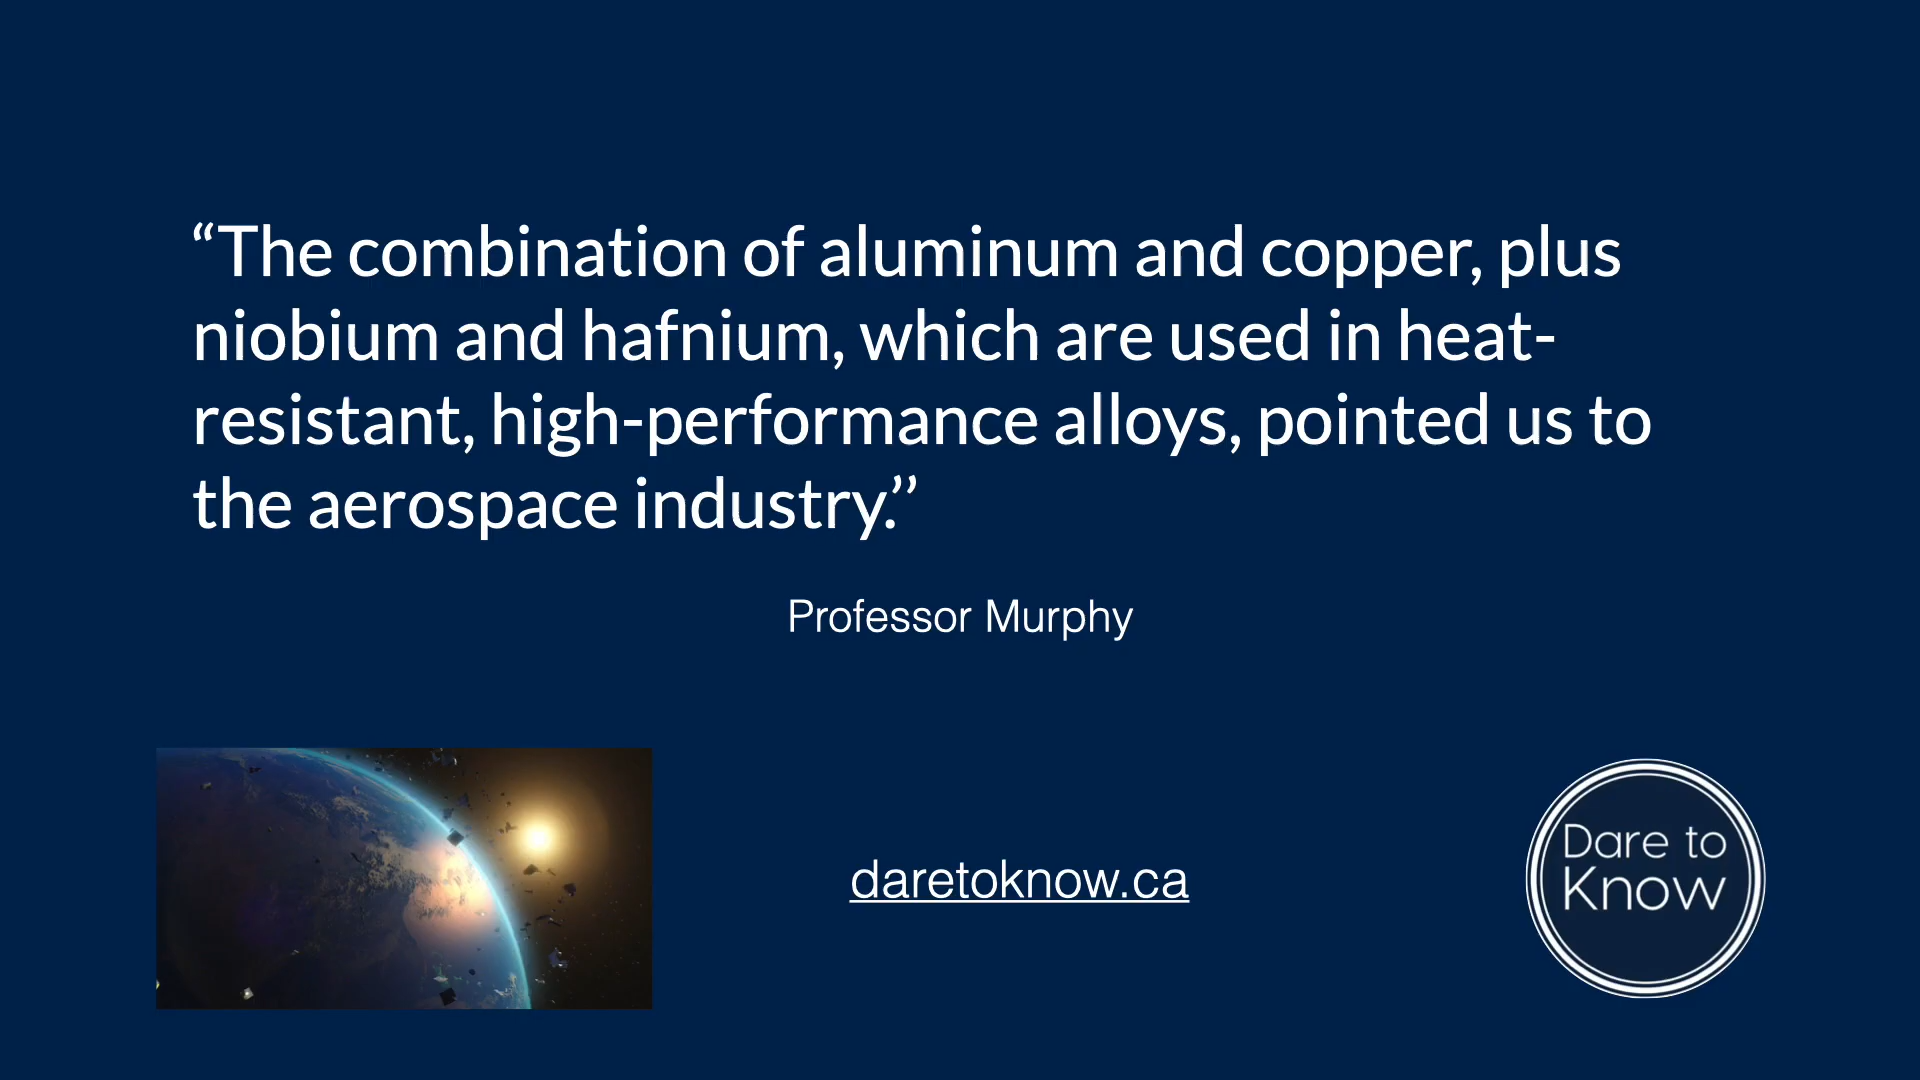 “The combination of aluminum and copper, plus
niobium and hafnium, which are used in heat-
resistant, high-performance alloys, pointed us to
the aerospace industry.’’
Professor Murphy
daretoknow.ca
Dare to
Know